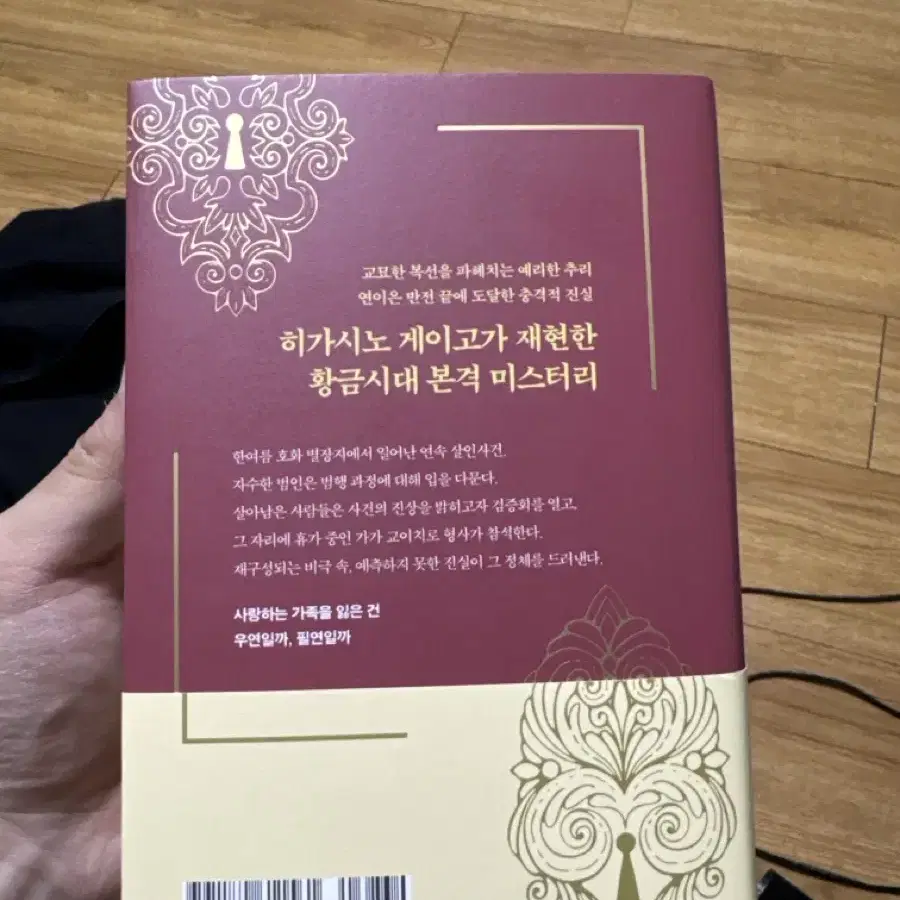 교묘한 복선을 파헤치는 예리한 추리
연이은 반전 끝에 도달한 충격적 진실
히가시노 게이고가 재현한
황금시대 본격 미스터리
한여름 호화 별장지에서 일어난 연속 살인사건.
자수한 범인은 범행 과정에 대해 입을 다문다.
살아남은 사람들은 사건의 진상을 밝히고자 검증회를 열고,
그 자리에 휴가 중인 가가 교이치로 형사가 참석한다.
재구성되는 비극 속, 예측하지 못한 진실이 그 정체를 드러낸다.
사랑하는 가족을 잃은 건
우연일까, 필연일까